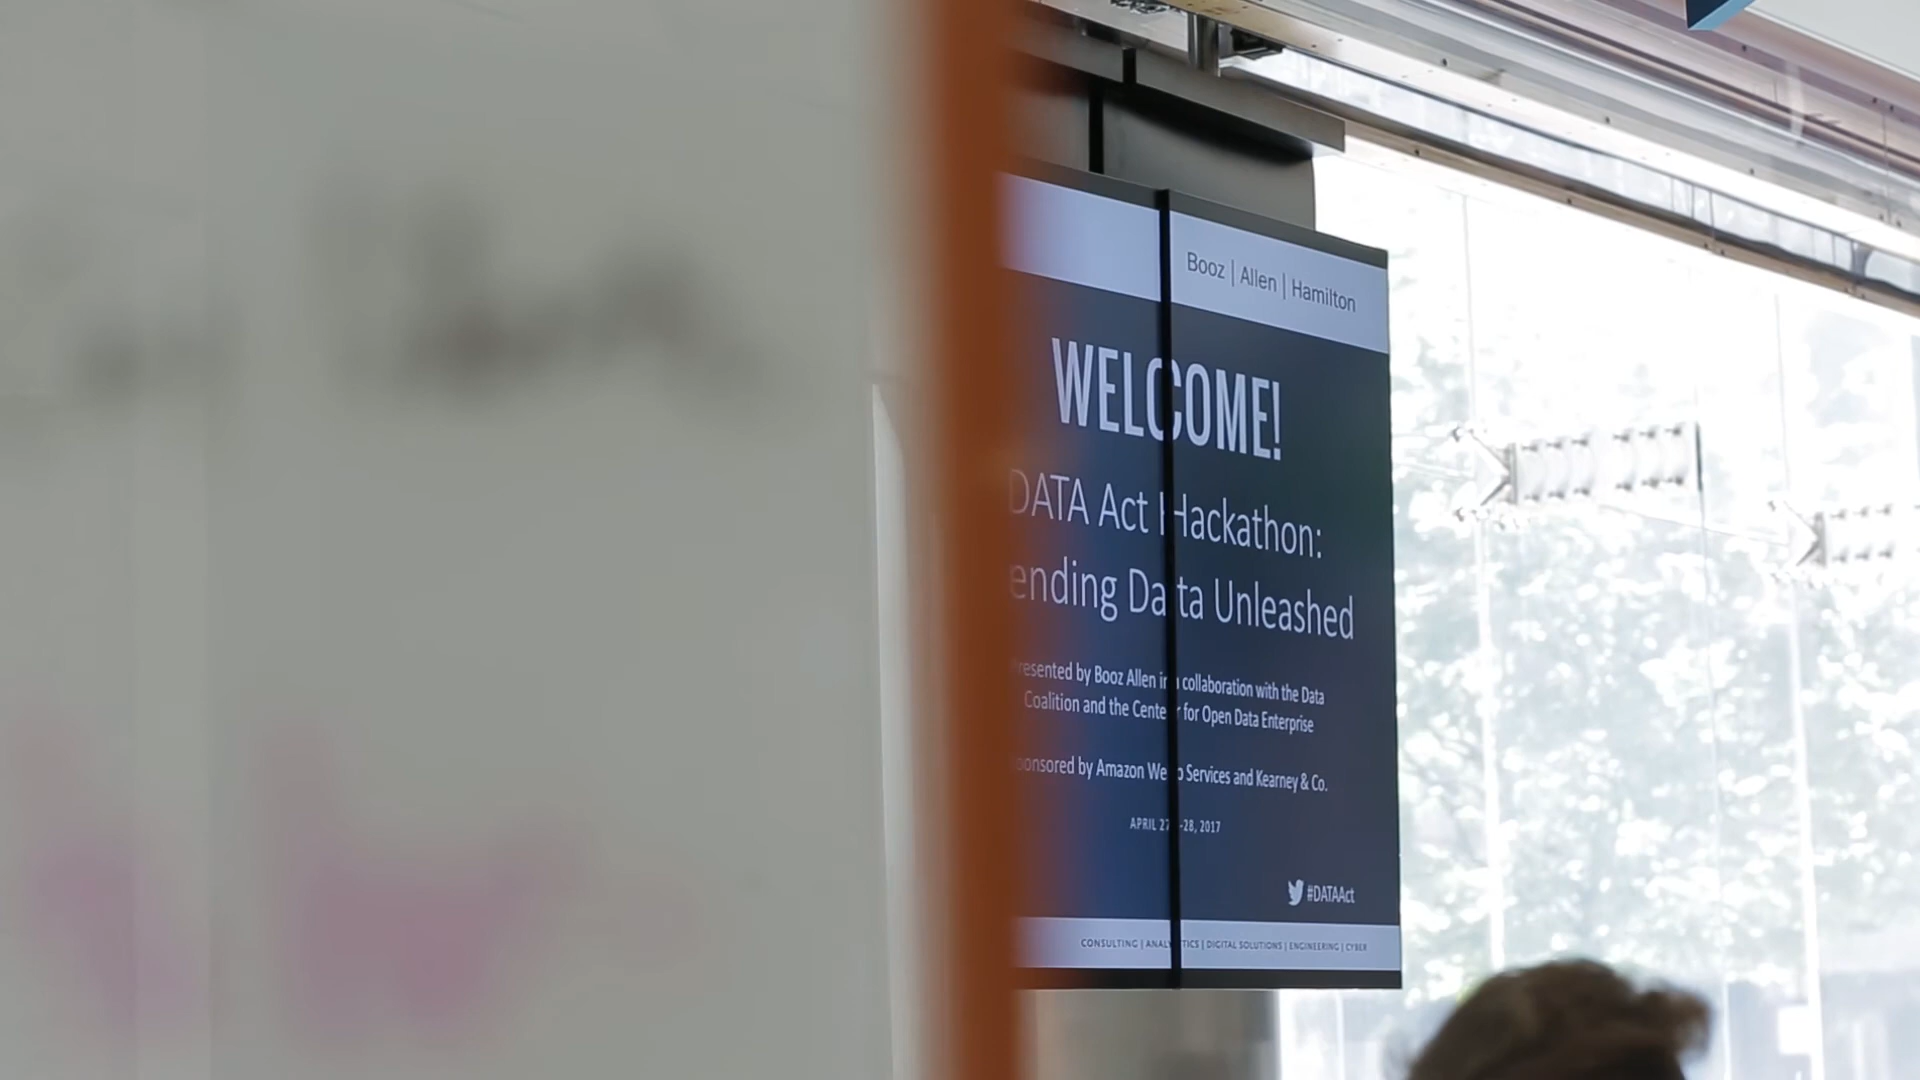 Booz | Allen | Hamilton
WELCOME!
DATA Act Hackathon:
ending Data Unleashed
resented by Booz Allen in collaboration with the Data
Coalition and the Center for Open Data Enterprise
onsored by Amazon Web Services and Kearney & Co.
APRIL 27-28, 2017
#DATAAct
CONSULTING | ANALYTICS | DIGITAL SOLUTIONS | ENGINEERING | CYBER